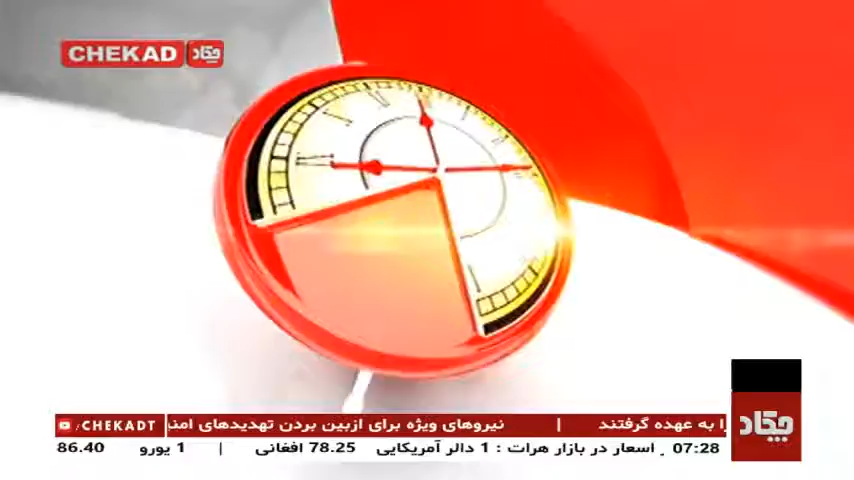 CHEKAD چکاد
چکاد
را به عهده گرفتند | نیروهای ویژه برای ازبین بردن تهدیدهای
/CHEKADT
07:28 . اسعار در بازار هرات : 1 دالر آمریکایی 78.25 افغانی | 1 یورو 86.40